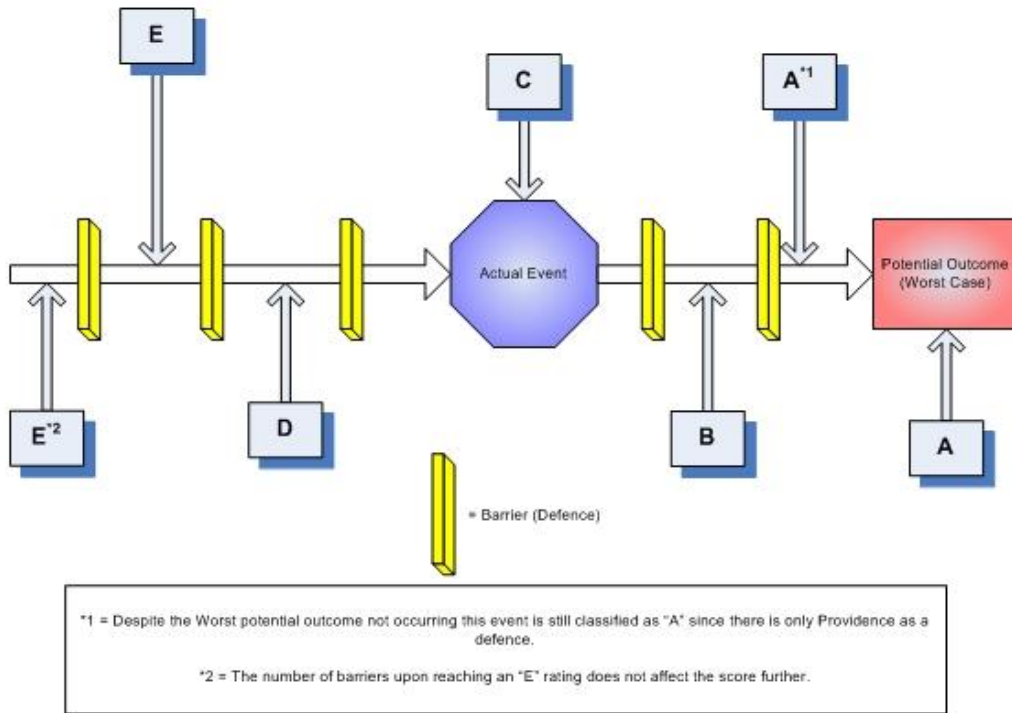 E
C
A*1
Actual Event
Potential Outcome
(Worst Case)
E*2
D
B
A
= Barrier (Defence)
*1 = Despite the Worst potential outcome not occurring this event is still classified as “A” since there is only Providence as a
defence.
*2 = The number of barriers upon reaching an “E” rating does not affect the score further.